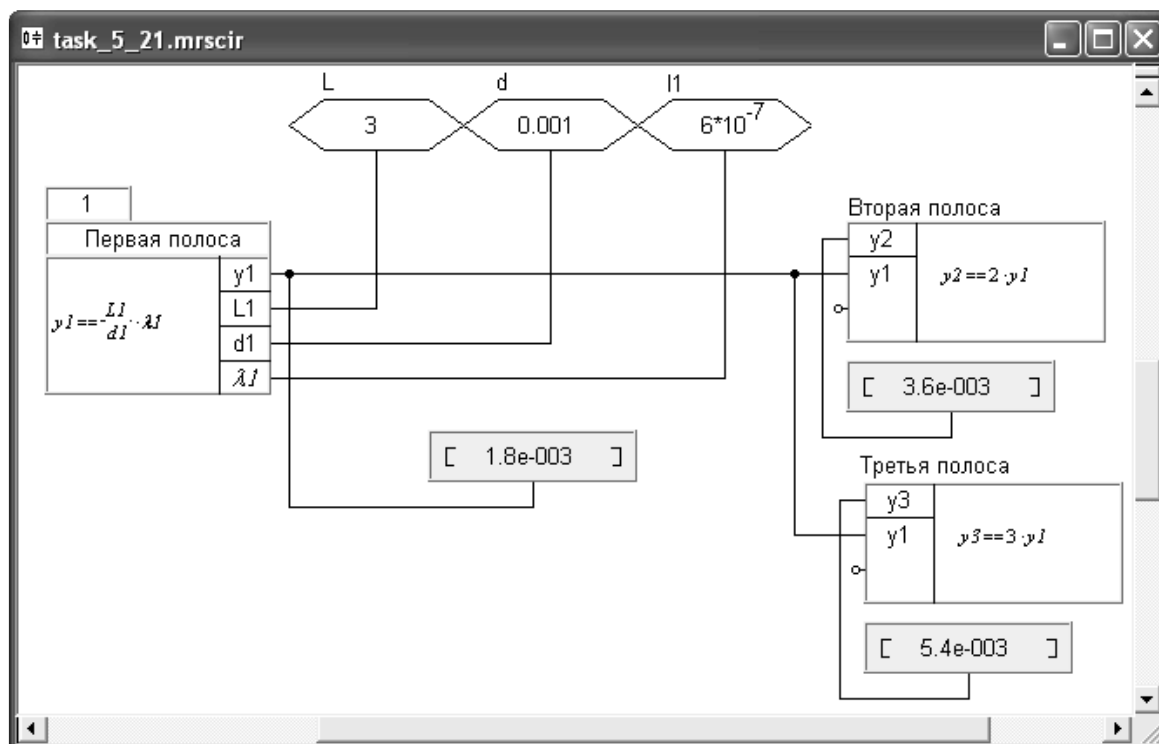 task_5_21.mrscir
L d l1
3 0.001 6*10^-7
1
Первая полоса
y1
L1
d1
λ1
y1==L1/d1·λ1
1.8e-003
Вторая полоса
y2
y1
y2==2·y1
[ 3.6e-003 ]
Третья полоса
y3
y1
y3==3·y1
[ 5.4e-003 ]